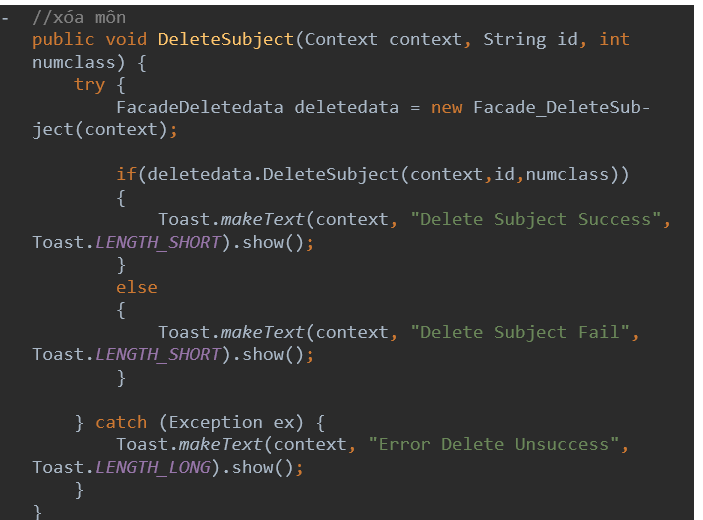 - //xóa môn
public void DeleteSubject(Context context, String id, int
numclass) {
try {
FacadeDeletedata deletedata = new Facade_DeleteSub-
ject(context);
if(deletedata.DeleteSubject(context,id,numclass))
{
Toast.makeText(context, "Delete Subject Success",
Toast.LENGTH_SHORT).show();
}
else
{
Toast.makeText(context, "Delete Subject Fail",
Toast.LENGTH_SHORT).show();
}
} catch (Exception ex) {
Toast.makeText(context, "Error Delete Unsuccess",
Toast.LENGTH_LONG).show();
}
}